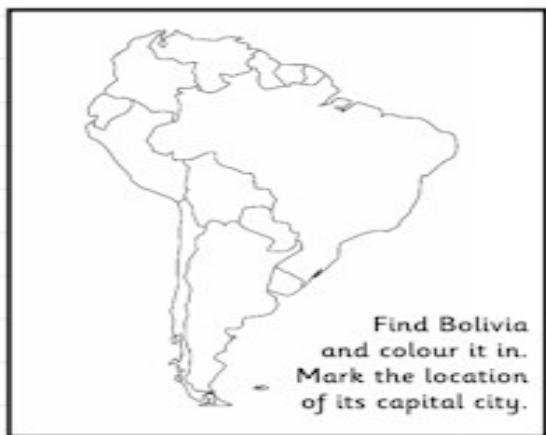 Find Bolivia
and colour it in.
Mark the location
of its capital city.